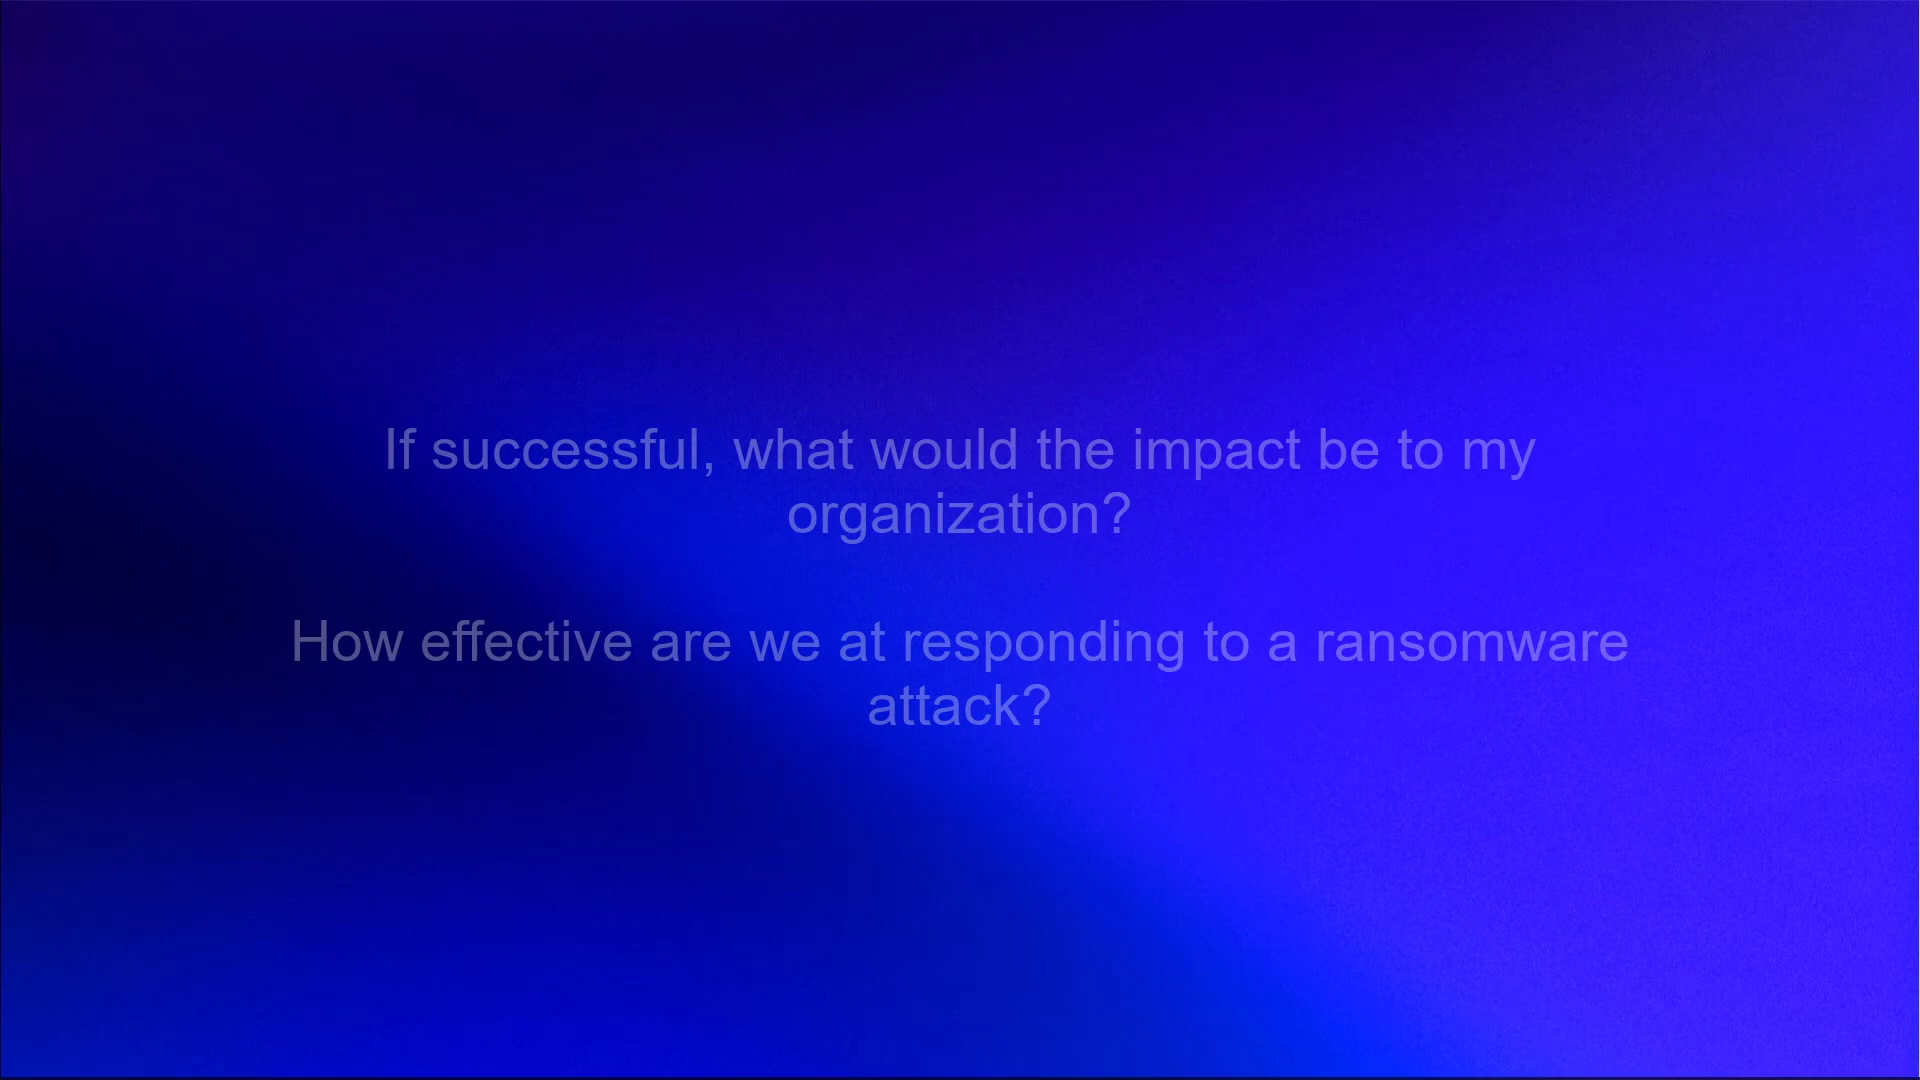 If successful, what would the impact be to my
organization?
How effective are we at responding to a ransomware
attack?